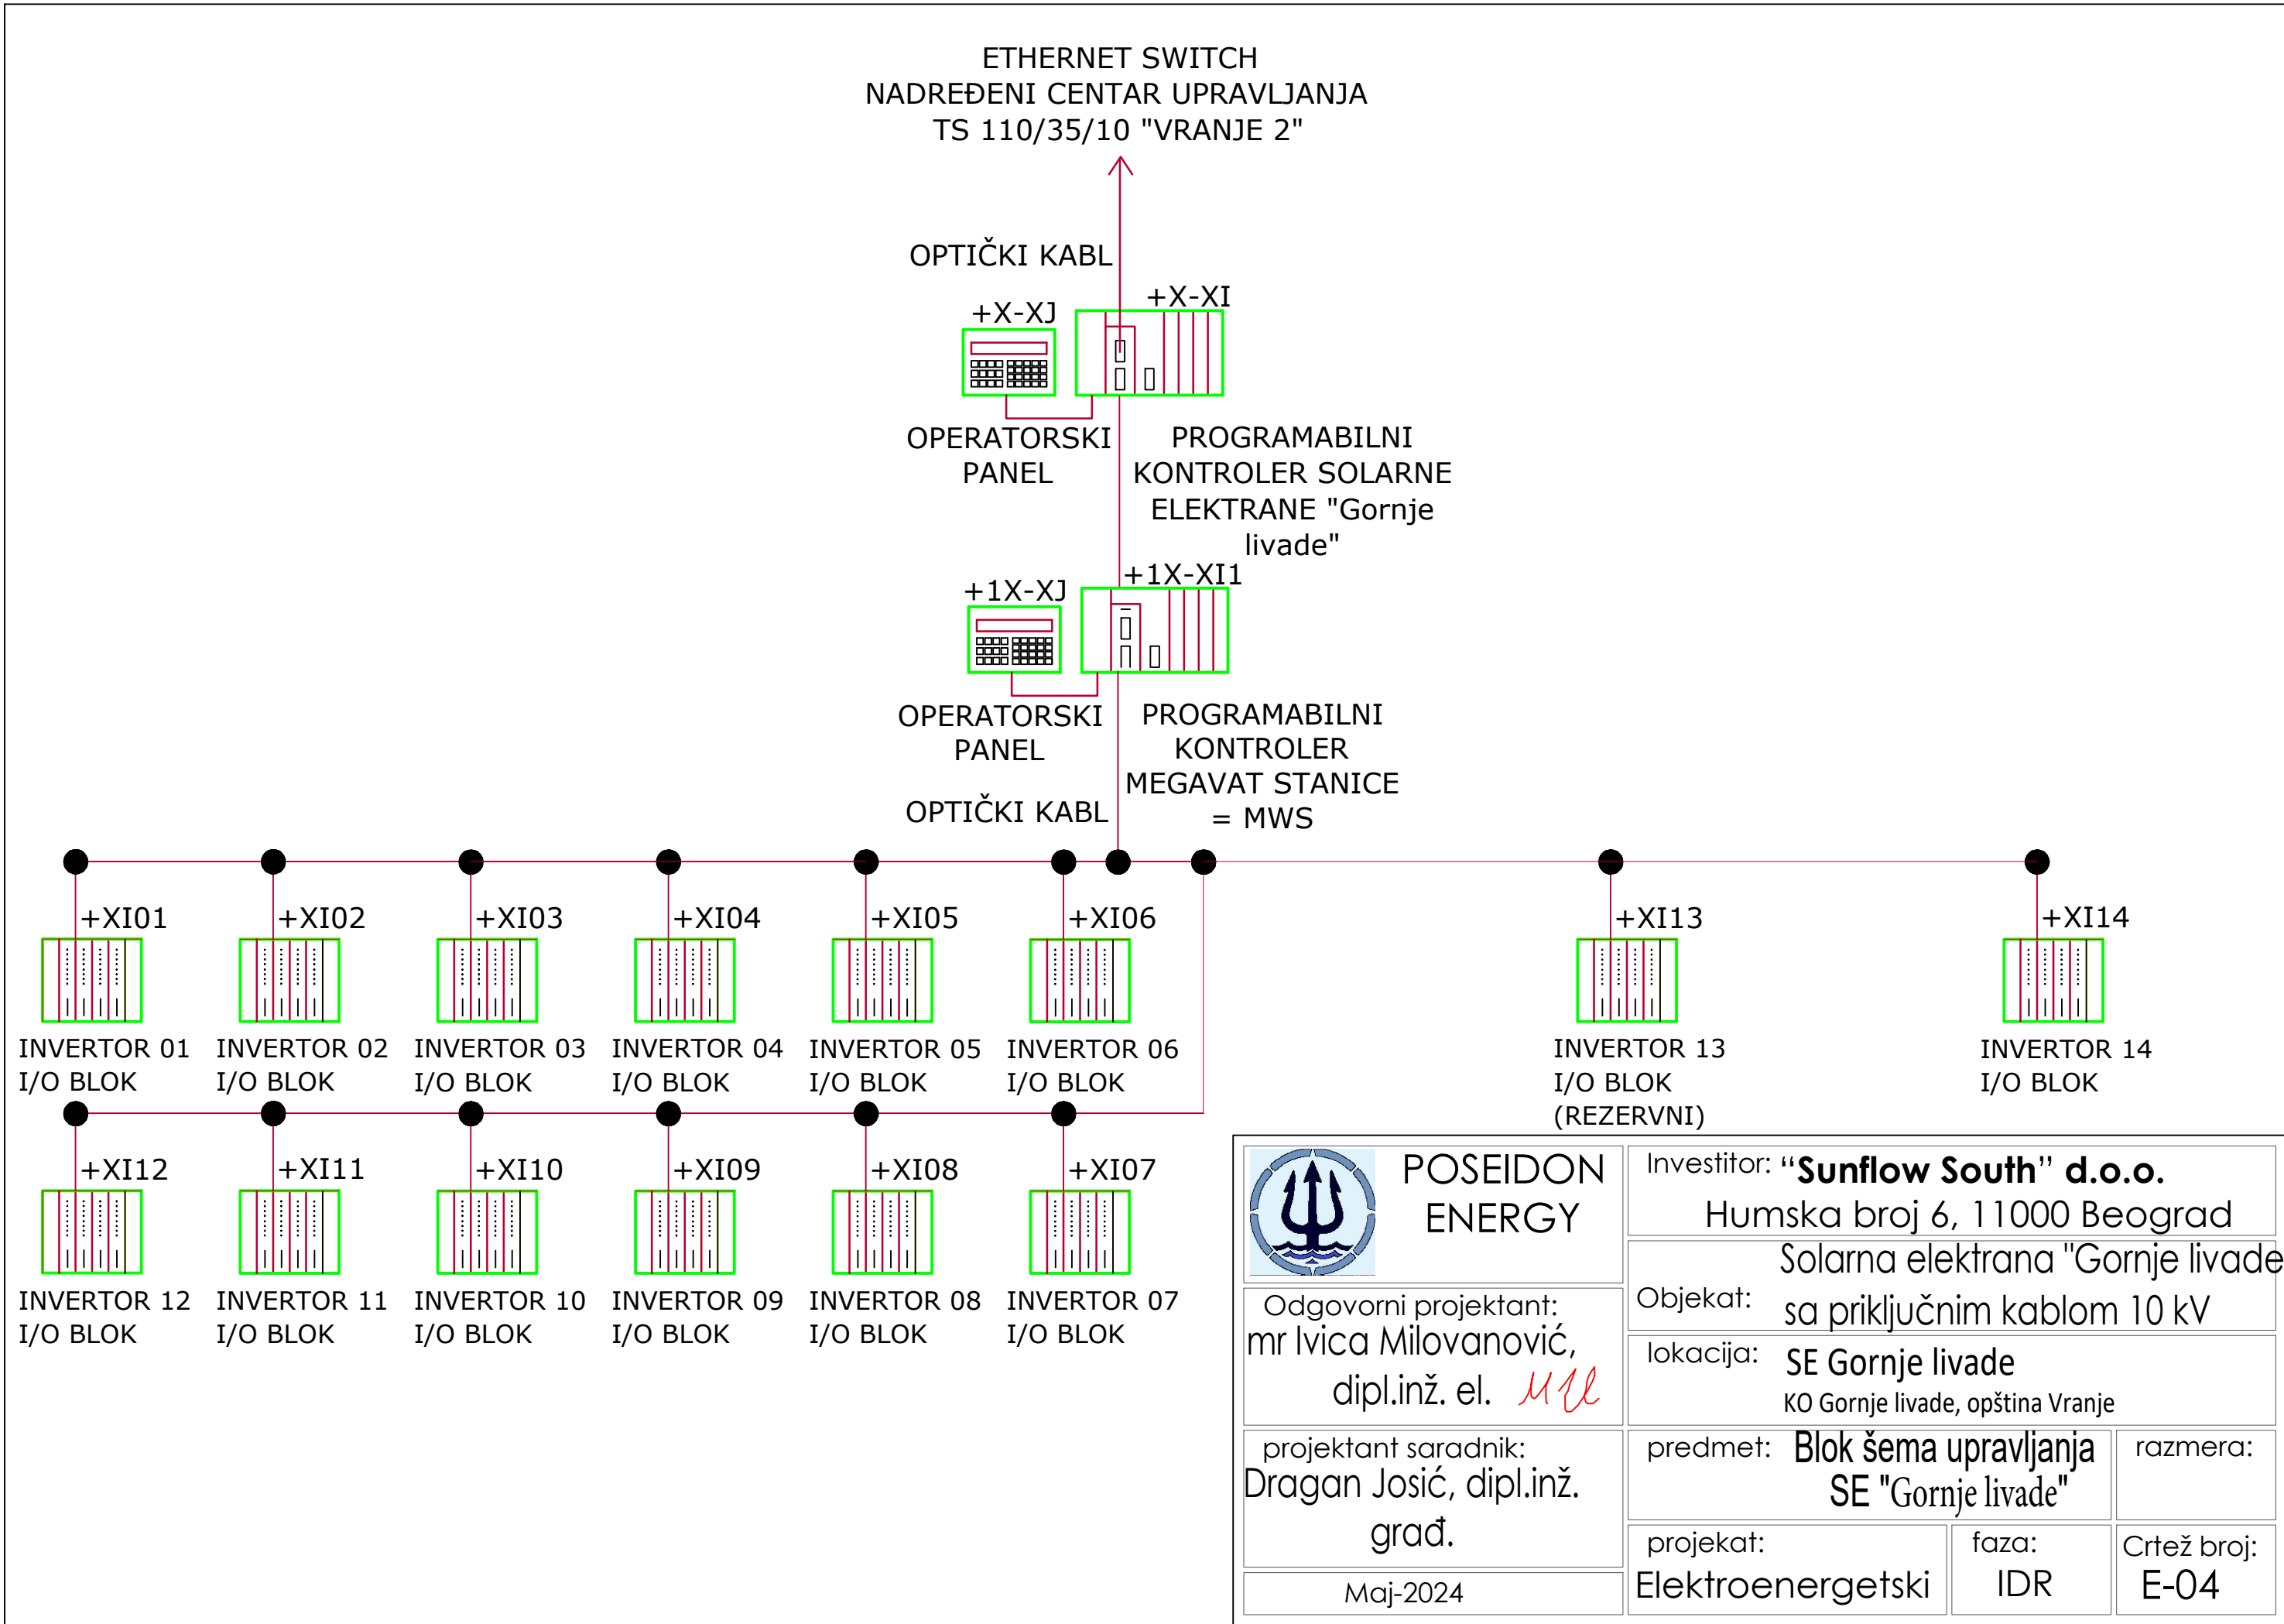 ETHERNET SWITCH
NADREĐENI CENTAR UPRAVLJANJA
TS 110/35/10 "VRANJE 2"
OPTIČKI KABL
+X-XJ
+X-XI
OPERATORSKI
PANEL
PROGRAMABILNI
KONTROLER SOLARNE
ELEKTRANE "Gornje
livade"
+1X-XJ
+1X-XI1
OPERATORSKI
PANEL
PROGRAMABILNI
KONTROLER
MEGAVAT STANICE
= MWS
OPTIČKI KABL
+XI01
+XI02
+XI03
+XI04
+XI05
+XI06
+XI13
+XI14
INVERTOR 01
I/O BLOK
INVERTOR 02
I/O BLOK
INVERTOR 03
I/O BLOK
INVERTOR 04
I/O BLOK
INVERTOR 05
I/O BLOK
INVERTOR 06
I/O BLOK
INVERTOR 13
I/O BLOK
(REZERVNI)
INVERTOR 14
I/O BLOK
+XI12
+XI11
+XI10
+XI09
+XI08
+XI07
INVERTOR 12
I/O BLOK
INVERTOR 11
I/O BLOK
INVERTOR 10
I/O BLOK
INVERTOR 09
I/O BLOK
INVERTOR 08
I/O BLOK
INVERTOR 07
I/O BLOK
POSEIDON
ENERGY
Investitor: “Sunflow South” d.o.o.
Humska broj 6, 11000 Beograd
Objekat: Solarna elektrana "Gornje livade
sa priključnim kablom 10 kV
Odgovorni projektant:
mr Ivica Milovanović,
dipl.inž. el.
lokacija: SE Gornje livade
KO Gornje livade, opština Vranje
projektant saradnik:
Dragan Josić, dipl.inž.
građ.
predmet: Blok šema upravljanja
SE "Gornje livade"
razmera:
projekat:
Elektroenergetski
faza:
IDR
Crtež broj:
E-04
Maj-2024